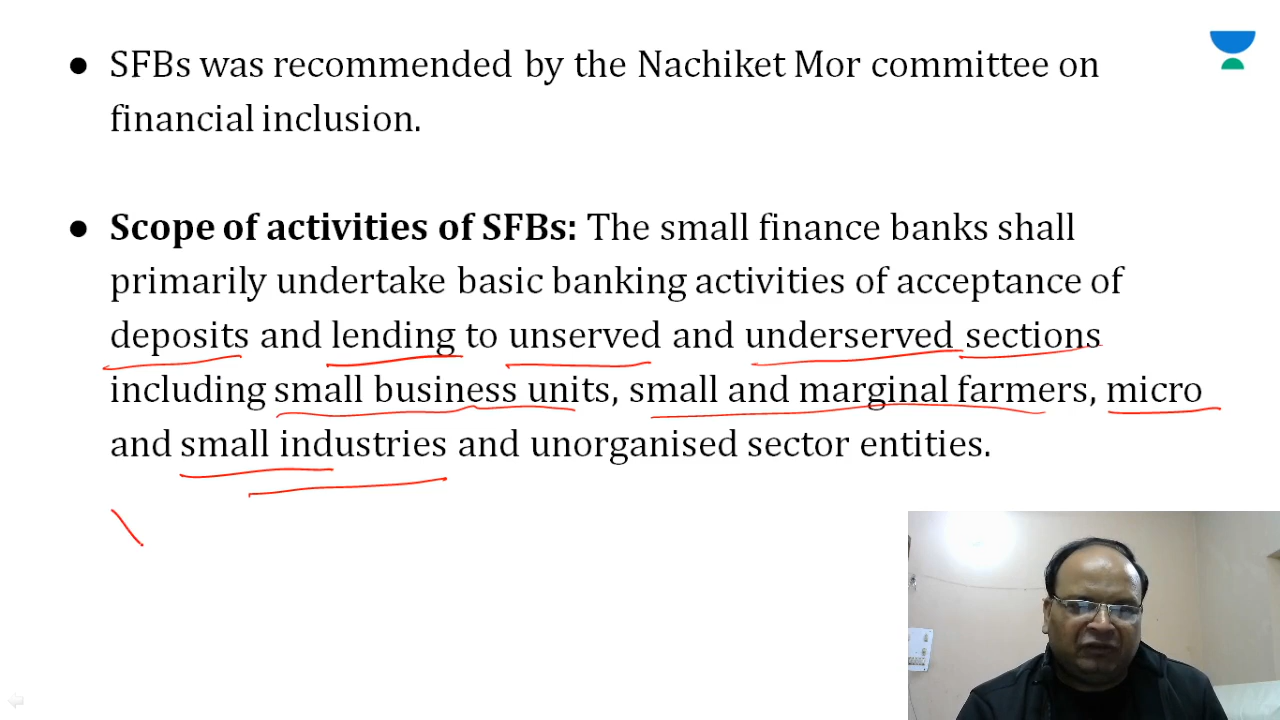 ● SFBs was recommended by the Nachiket Mor committee on
financial inclusion.
● Scope of activities of SFBs: The small finance banks shall
primarily undertake basic banking activities of acceptance of
deposits and lending to unserved and underserved sections
including small business units, small and marginal farmers, micro
and small industries and unorganised sector entities.